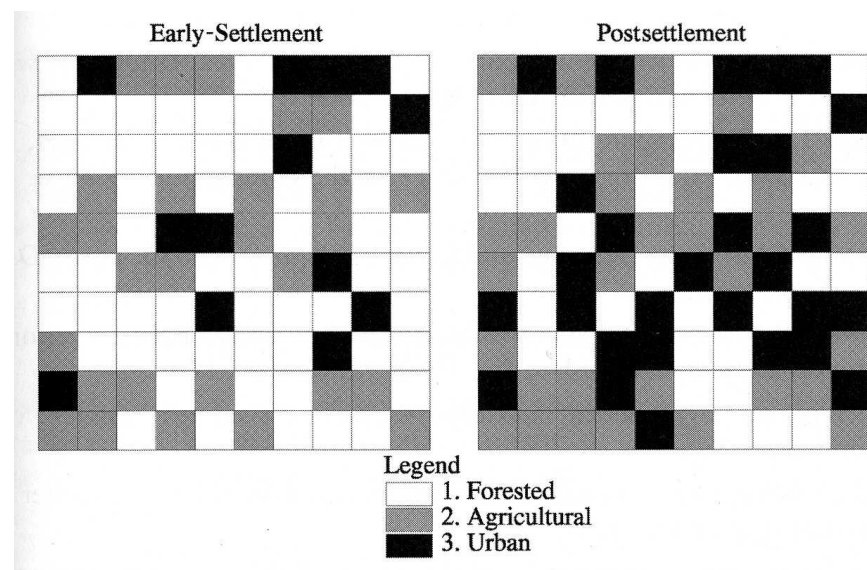 Early-Settlement
Postsettlement
Legend
1. Forested
2. Agricultural
3. Urban